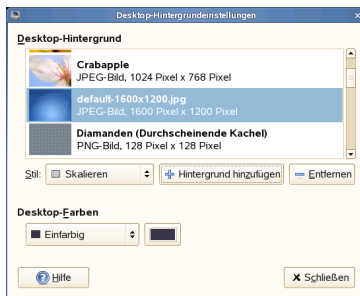 Desktop-Hintergrundeinstellungen
Desktop-Hintergrund
Crabapple
JPEG-Bild, 1024 Pixel x 768 Pixel
default-1600x1200.jpg
JPEG-Bild, 1600 Pixel x 1200 Pixel
Diamanden (Durchscheinende Kachel)
PNG-Bild, 128 Pixel x 128 Pixel
Stil: Skalieren Hintergrund hinzufügen Entfernen
Desktop-Farben
Einfarbig
Hilfe Schließen